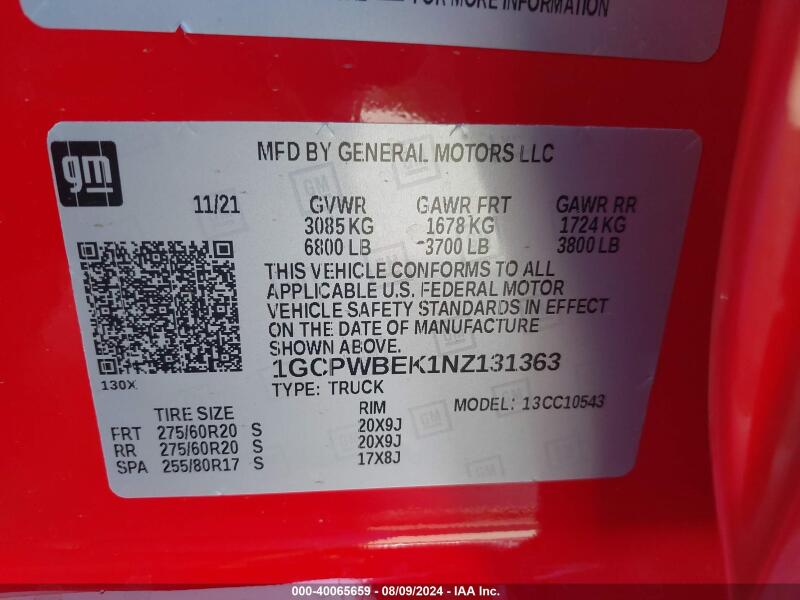 FOR MORE INFORMATION
gm
MFD BY GENERAL MOTORS LLC
11/21 GVWR GAWR FRT GAWR RR
3085 KG 1678 KG 1724 KG
6800 LB 3700 LB 3800 LB
THIS VEHICLE CONFORMS TO ALL
APPLICABLE U.S. FEDERAL MOTOR
VEHICLE SAFETY STANDARDS IN EFFECT
ON THE DATE OF MANUFACTURE
SHOWN ABOVE.
1GCPWBEK1NZ131363
130X
TYPE: TRUCK
MODEL: 13CC10543
TIRE SIZE RIM
FRT 275/60R20 S 20X9J
RR 275/60R20 S 20X9J
SPA 255/80R17 S 17X8J
000-40065659 - 08/09/2024 - IAA Inc.